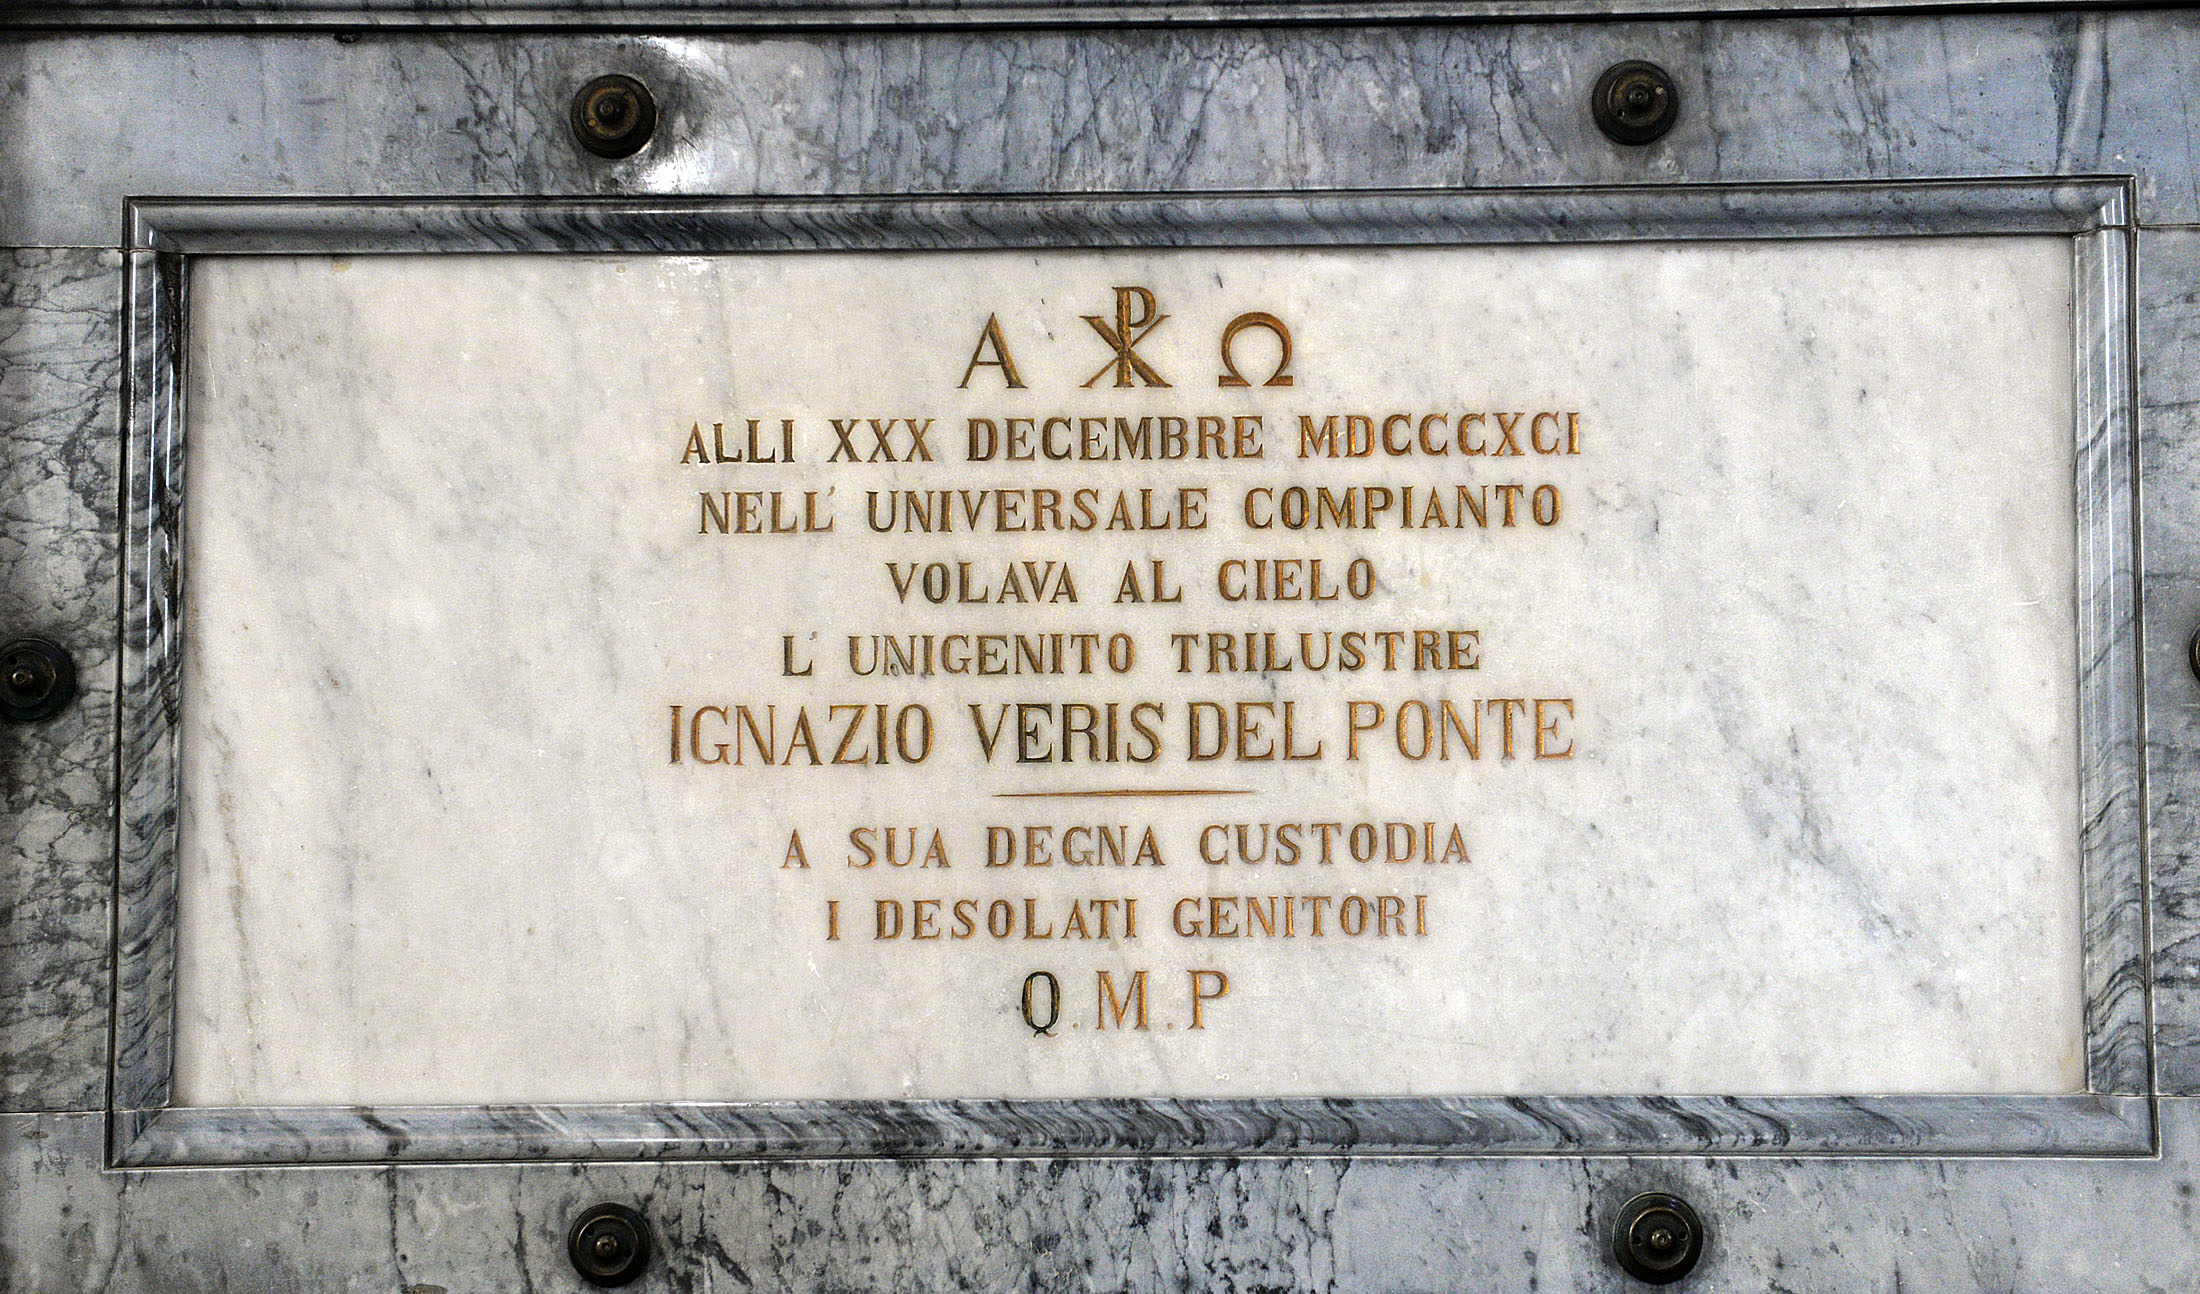 Α ☧ Ω
ALLI XXX DECEMBRE MDCCCXCI
NELL' UNIVERSALE COMPIANTO
VOLAVA AL CIELO
L' UNIGENITO TRILUSTRE
IGNAZIO VERIS DEL PONTE
A SUA DEGNA CUSTODIA
I DESOLATI GENITORI
Q.M.P